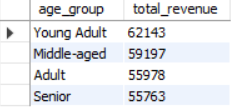 age_group total_revenue
Young Adult 62143
Middle-aged 59197
Adult 55978
Senior 55763